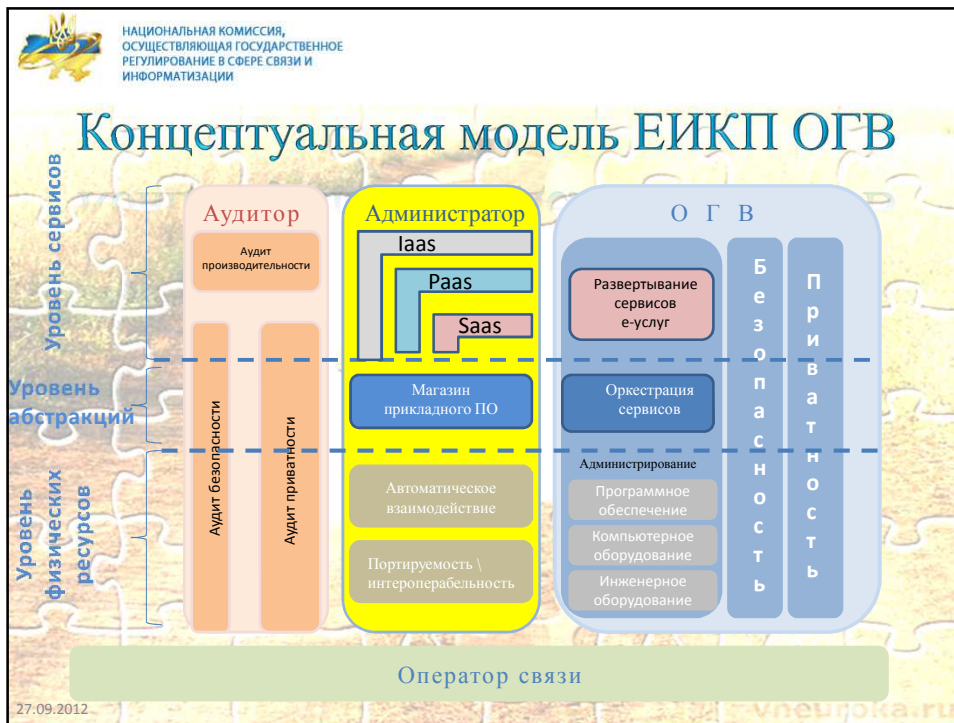 НАЦИОНАЛЬНАЯ КОМИССИЯ,
ОСУЩЕСТВЛЯЮЩАЯ ГОСУДАРСТВЕННОЕ
РЕГУЛИРОВАНИЕ В СФЕРЕ СВЯЗИ И
ИНФОРМАТИЗАЦИИ
Концептуальная модель ЕИКП ОГВ
Уровень сервисов
Уровень
абстракций
Уровень
физических
ресурсов
Аудитор
Аудит
производительности
Аудит безопасности
Аудит приватности
Администратор
Iaas
Paas
Saas
Магазин
прикладного ПО
Автоматическое
взаимодействие
Портируемость \
интероперабельность
О Г В
Развертывание
сервисов
е-услуг
Оркестрация
сервисов
Администрирование
Программное
обеспечение
Компьютерное
оборудование
Инженерное
оборудование
Безопасность
Приватность
Оператор связи
27.09.2012
vneuroka.ru